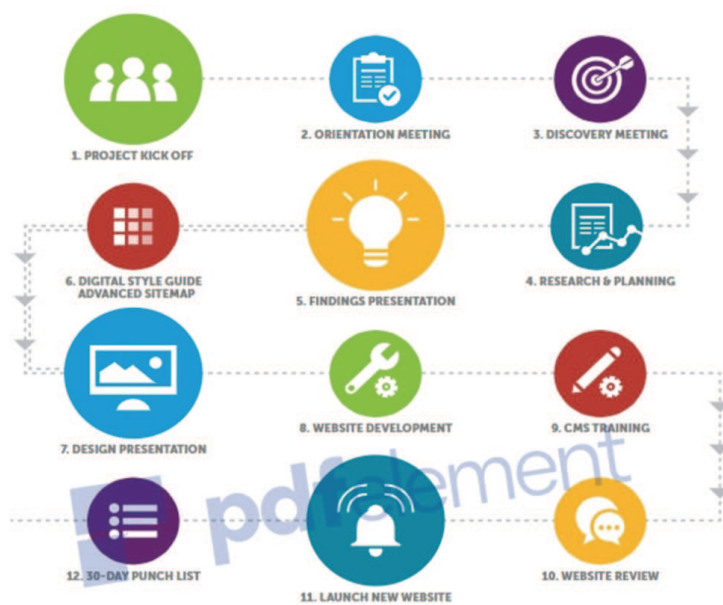 1. PROJECT KICK OFF
2. ORIENTATION MEETING
3. DISCOVERY MEETING
4. RESEARCH & PLANNING
5. FINDINGS PRESENTATION
6. DIGITAL STYLE GUIDE
ADVANCED SITEMAP
7. DESIGN PRESENTATION
8. WEBSITE DEVELOPMENT
9. CMS TRAINING
10. WEBSITE REVIEW
11. LAUNCH NEW WEBSITE
12. 30-DAY PUNCH LIST
pdfelement